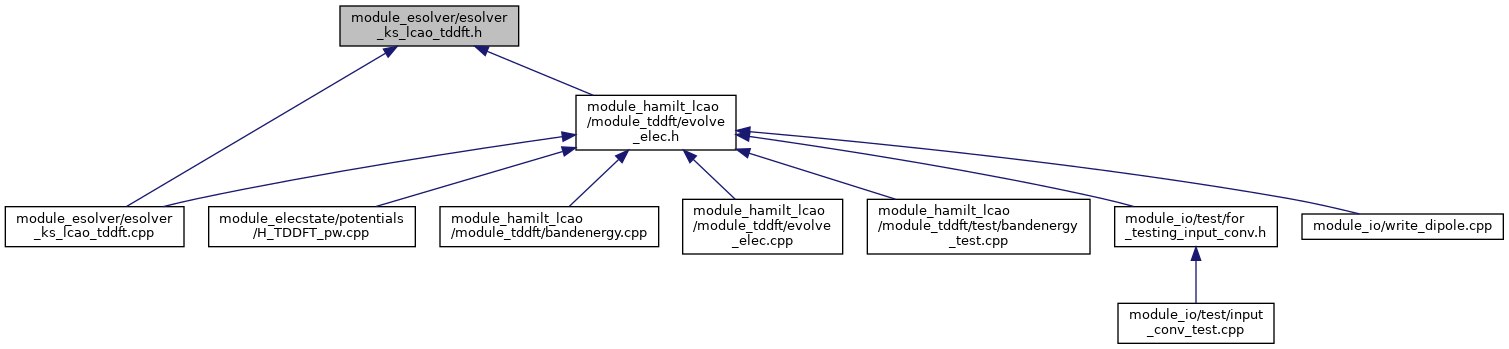 module_esolver/esolver
_ks_lcao_tddft.h
module_hamilt_lcao
/module_tddft/evolve
_elec.h
module_esolver/esolver
_ks_lcao_tddft.cpp
module_elecstate/potentials
/H_TDDFT_pw.cpp
module_hamilt_lcao
/module_tddft/bandenergy.cpp
module_hamilt_lcao
/module_tddft/evolve
_elec.cpp
module_hamilt_lcao
/module_tddft/test/bandenergy
_test.cpp
module_io/test/for
_testing_input_conv.h
module_io/write_dipole.cpp
module_io/test/input
_conv_test.cpp